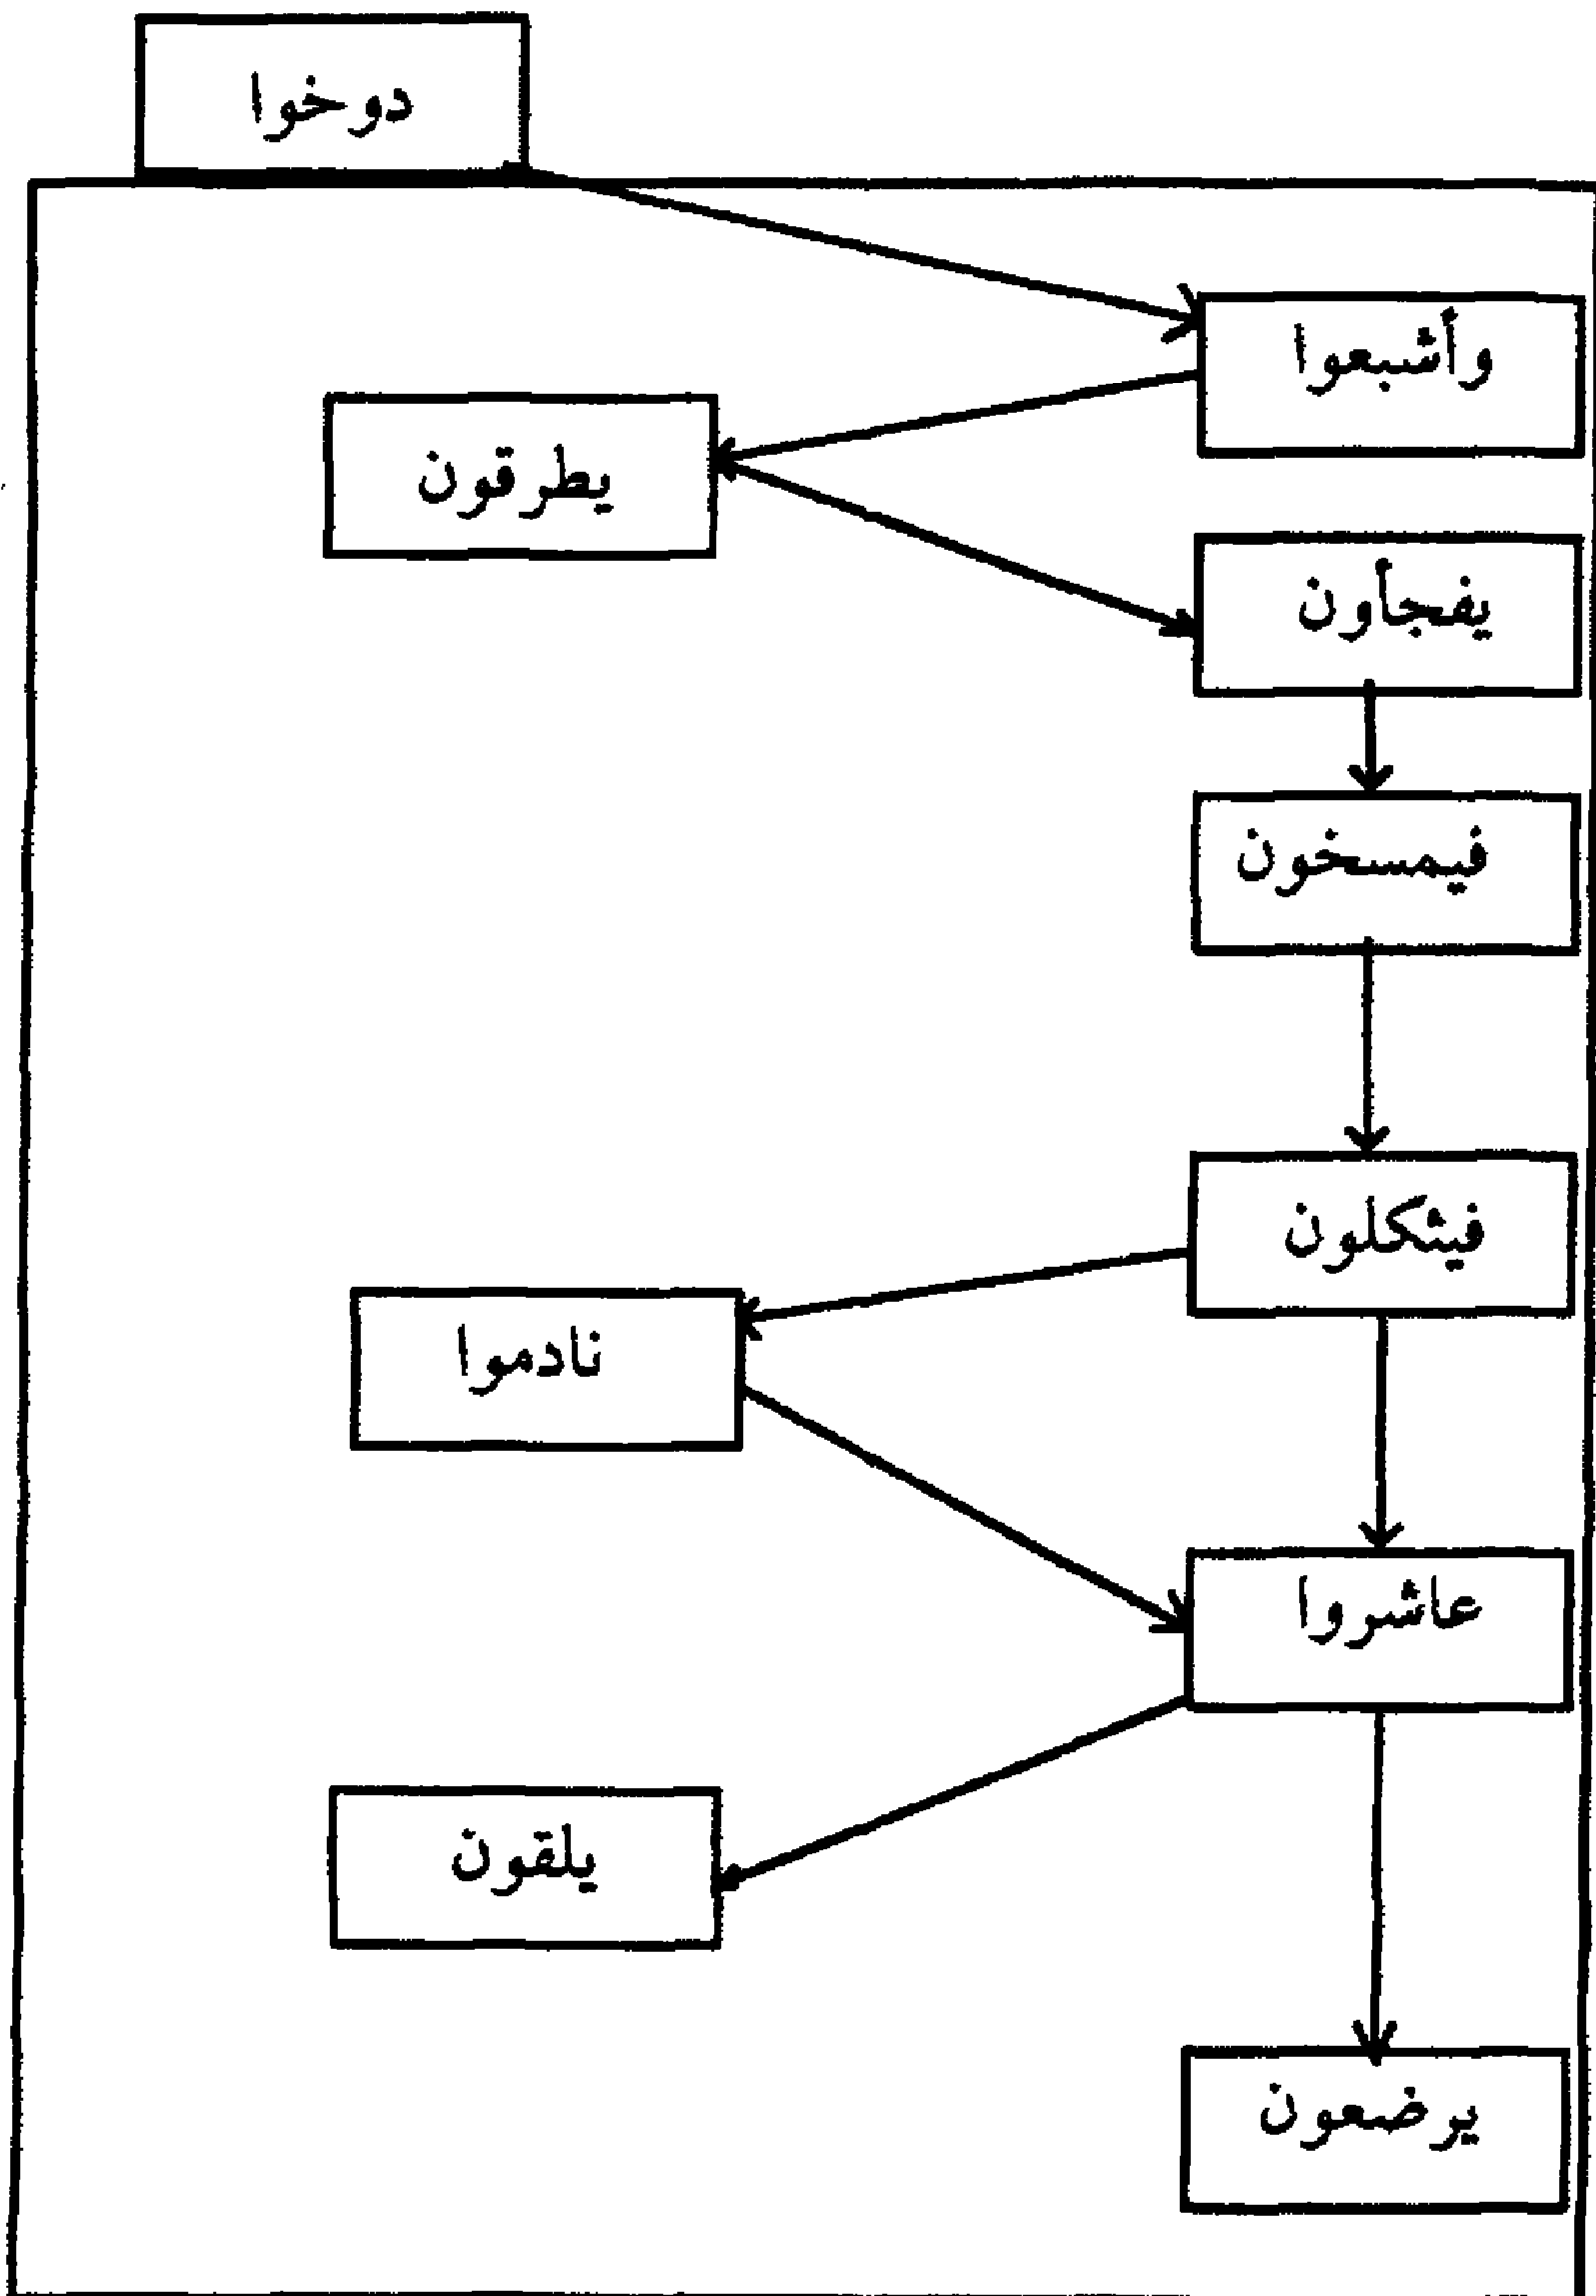 دوخوا
وأشبعوا
يطرقون
يفجأون
فيمسخون
فيثكلون
نادموا
عاشروا
يلقون
يرضعون